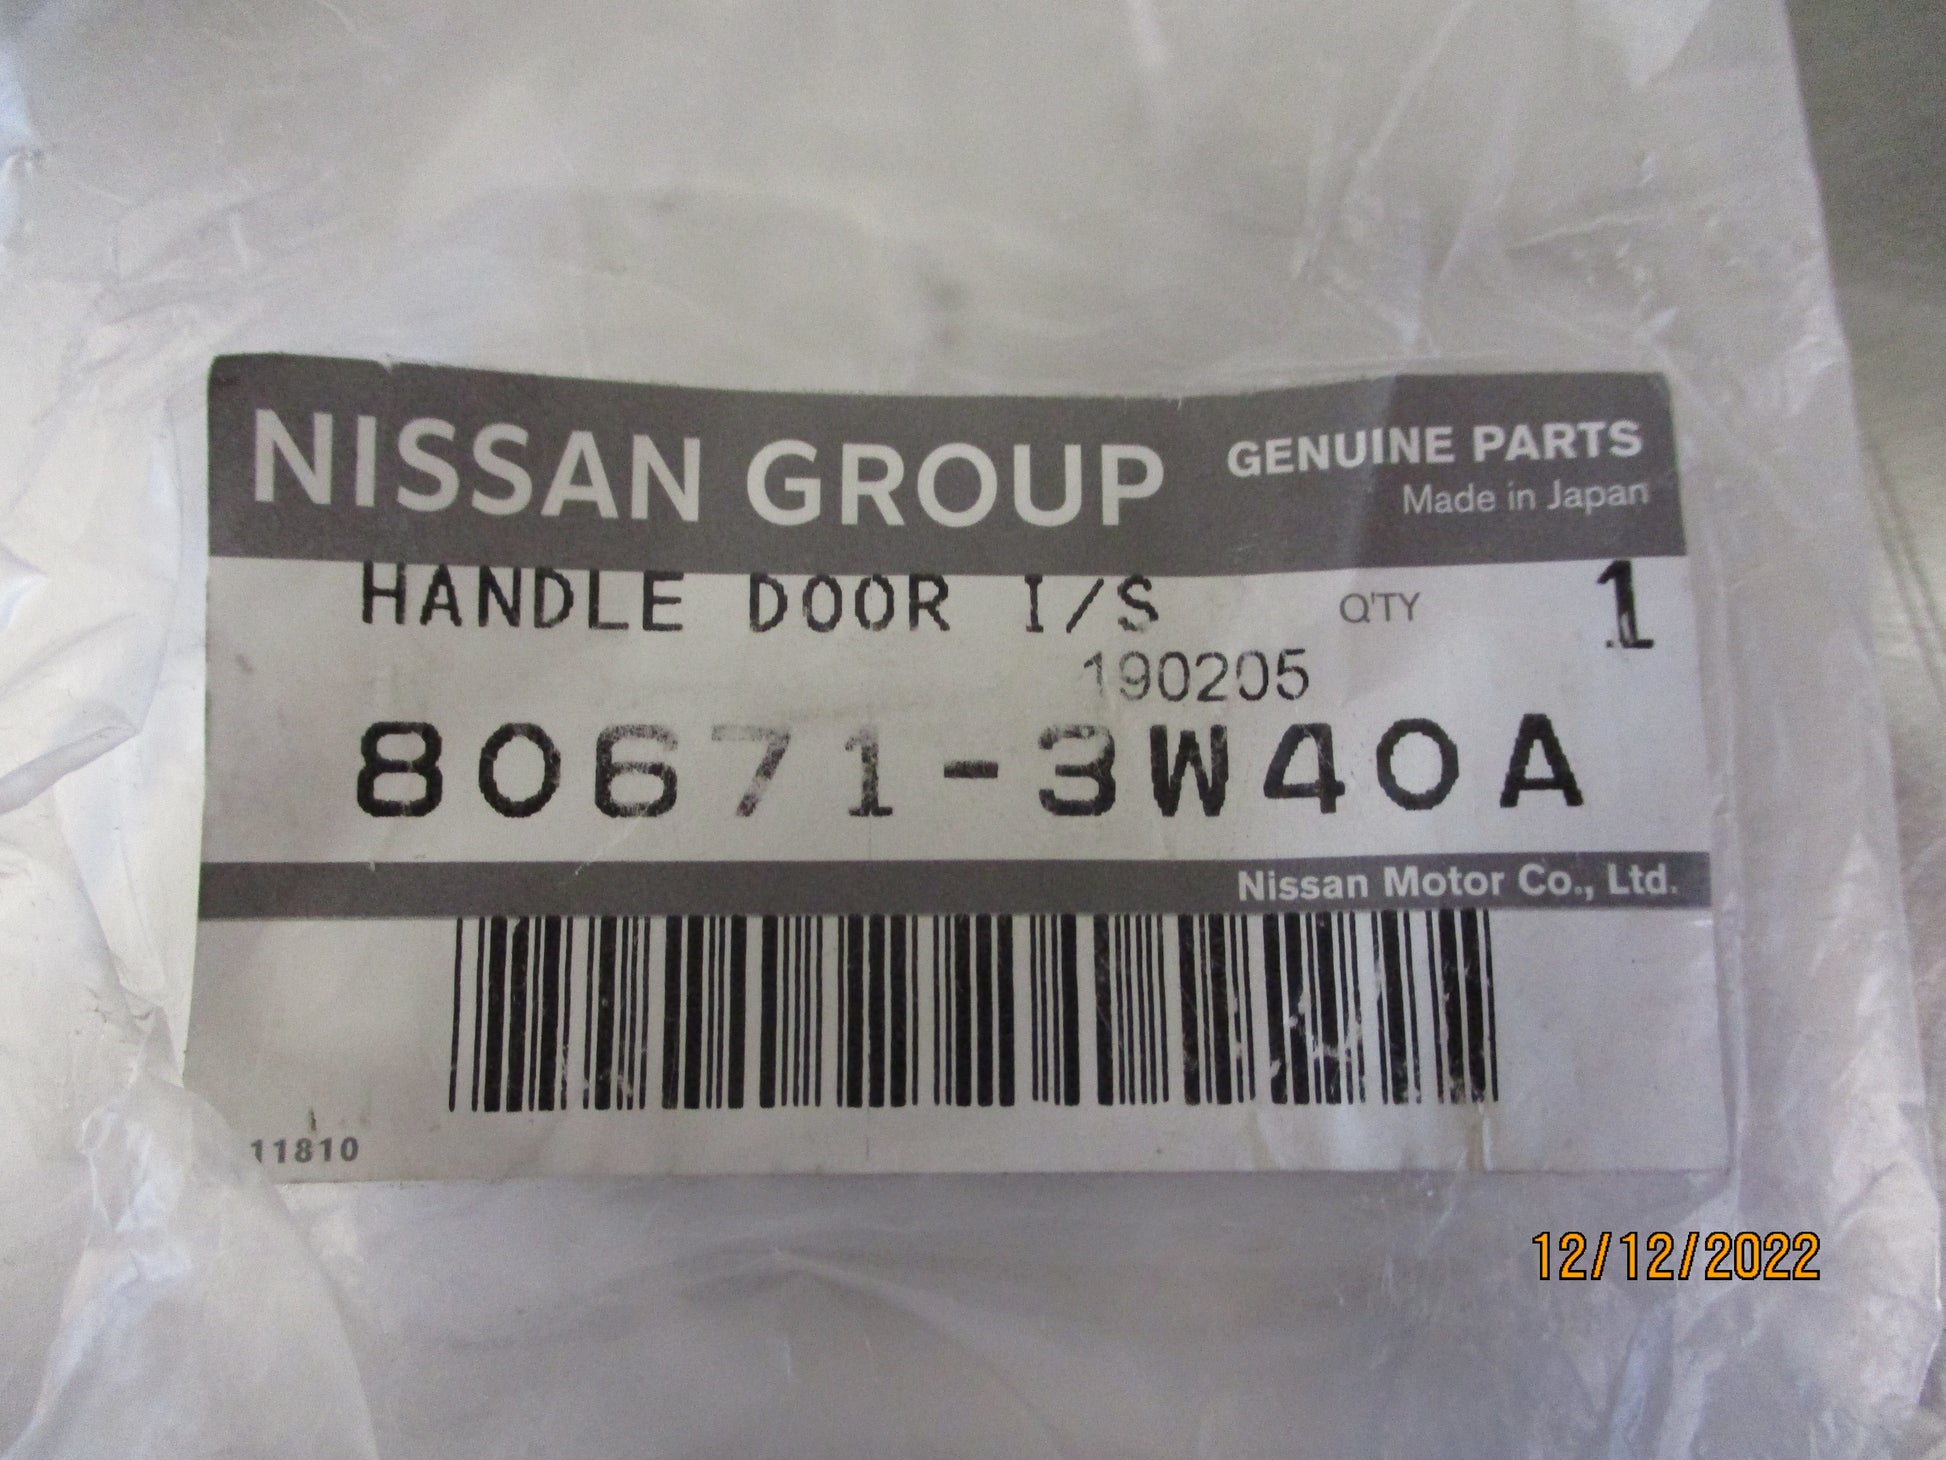 NISSAN GROUP
GENUINE PARTS
Made in Japan
HANDLE DOOR I/S
Q'TY 1
190205
80671-3W40A
Nissan Motor Co., Ltd.
11810
12/12/2022